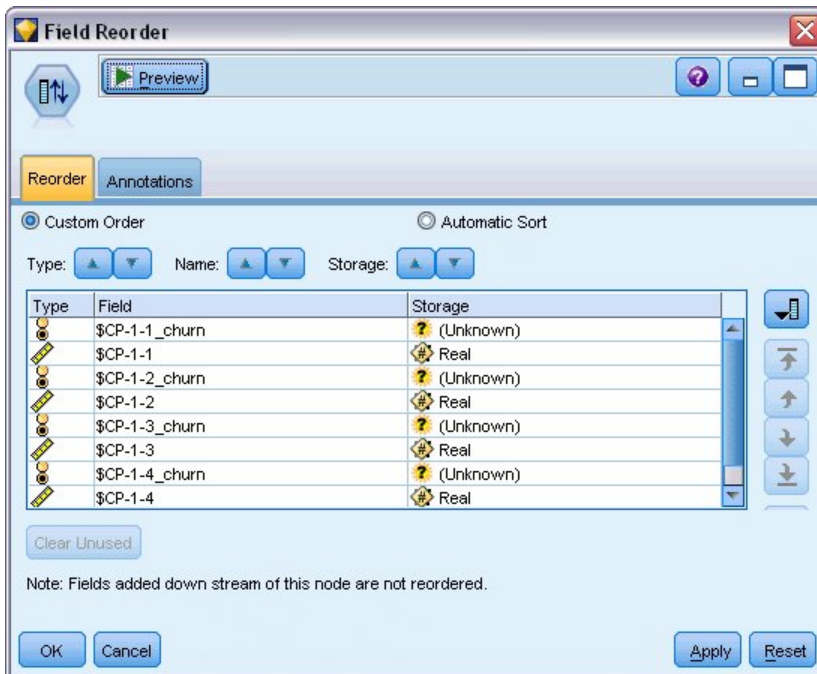 Field Reorder
Preview
Reorder
Annotations
Custom Order
Automatic Sort
Type:
Name:
Storage:
Type Field Storage
$CP-1-1_churn (Unknown)
$CP-1-1 Real
$CP-1-2_churn (Unknown)
$CP-1-2 Real
$CP-1-3_churn (Unknown)
$CP-1-3 Real
$CP-1-4_churn (Unknown)
$CP-1-4 Real
Clear Unused
Note: Fields added down stream of this node are not reordered.
OK
Cancel
Apply
Reset